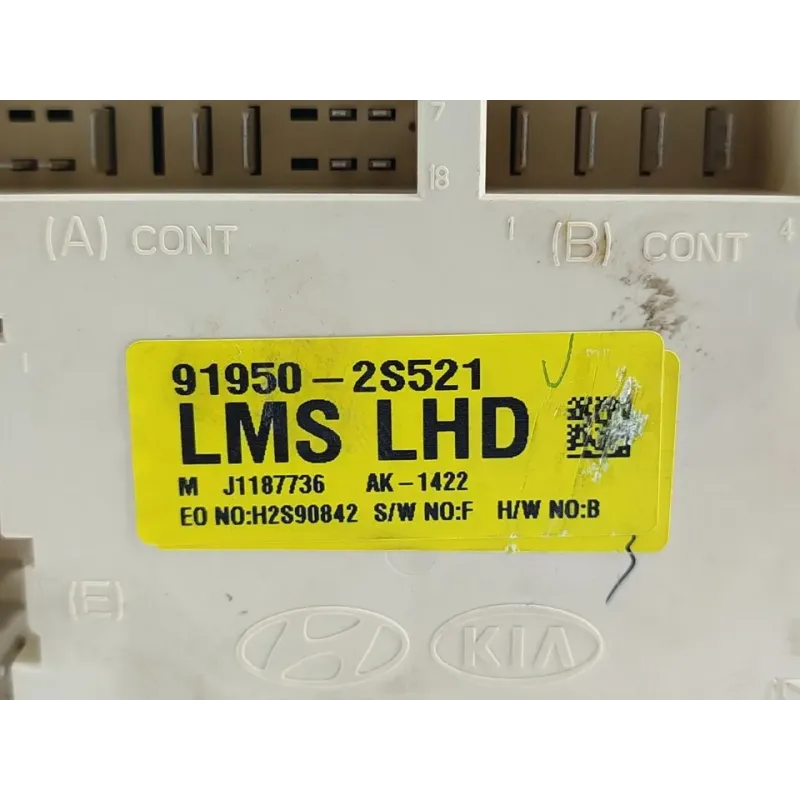 7
18
(A) CONT
1 (B) CONT 4
91950-2S521
LMS LHD
M J1187736 AK-1422
EO NO:H2S90842 S/W NO:F H/W NO:B
(E)
KIA